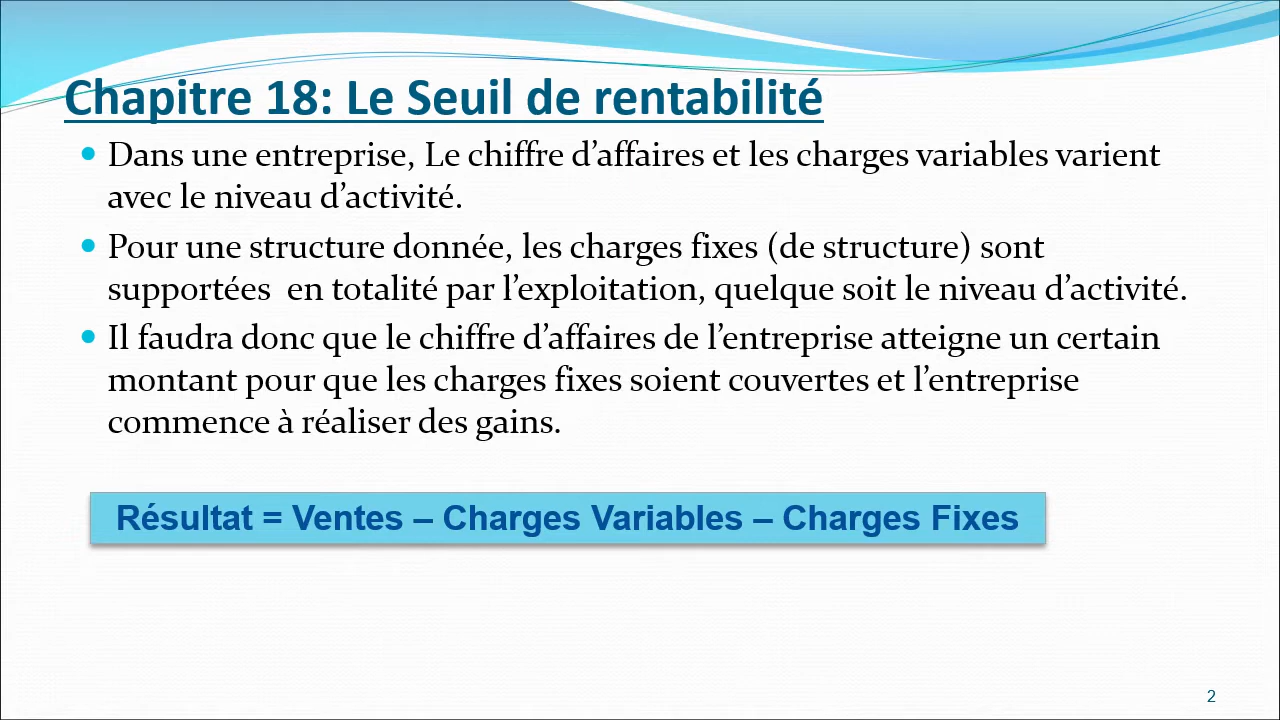 Chapitre 18: Le Seuil de rentabilité
• Dans une entreprise, Le chiffre d’affaires et les charges variables varient
avec le niveau d’activité.
• Pour une structure donnée, les charges fixes (de structure) sont
supportées  en totalité par l’exploitation, quelque soit le niveau d’activité.
• Il faudra donc que le chiffre d’affaires de l’entreprise atteigne un certain
montant pour que les charges fixes soient couvertes et l’entreprise
commence à réaliser des gains.
Résultat = Ventes – Charges Variables – Charges Fixes
2